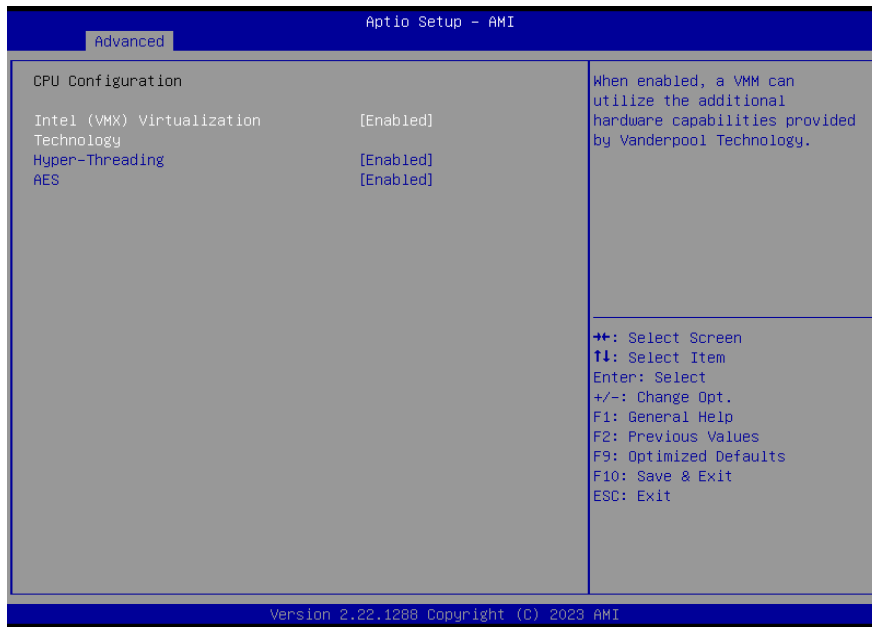 Aptio Setup – AMI
Advanced
CPU Configuration
Intel (VMX) Virtualization [Enabled]
Technology
Hyper-Threading [Enabled]
AES [Enabled]
When enabled, a VMM can
utilize the additional
hardware capabilities provided
by Vanderpool Technology.
→←: Select Screen
↑↓: Select Item
Enter: Select
+/-: Change Opt.
F1: General Help
F2: Previous Values
F9: Optimized Defaults
F10: Save & Exit
ESC: Exit
Version 2.22.1288 Copyright (C) 2023 AMI